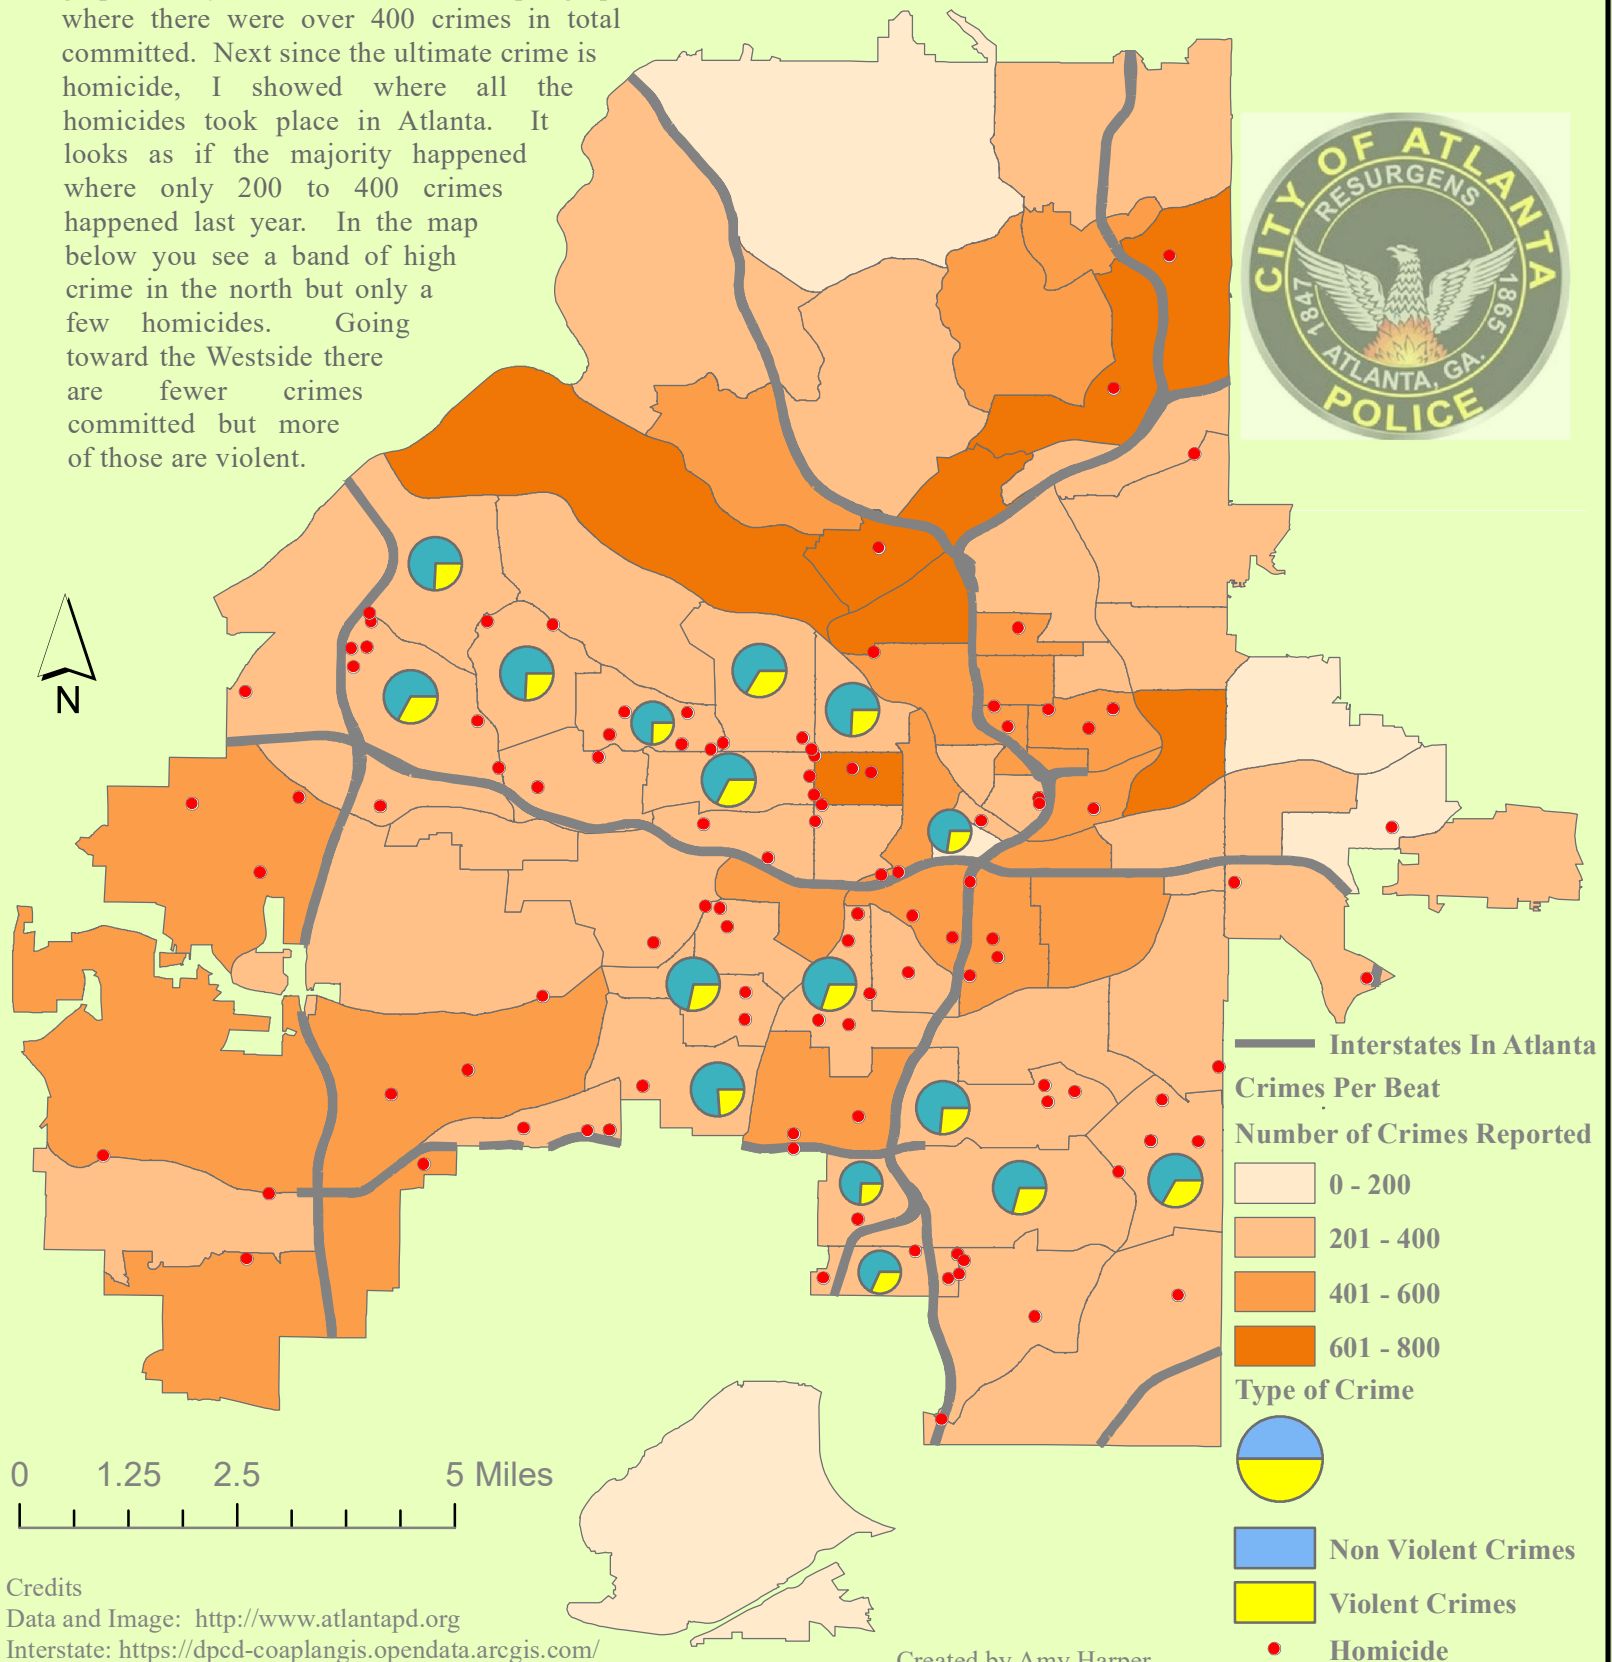 where there were over 400 crimes in total
committed. Next since the ultimate crime is
homicide, I showed where all the
homicides took place in Atlanta. It
looks as if the majority happened
where only 200 to 400 crimes
happened last year. In the map
below you see a band of high
crime in the north but only a
few homicides. Going
toward the Westside there
are fewer crimes
committed but more
of those are violent.
CITY OF ATLANTA
RESURGENS
1847
1865
ATLANTA, GA.
POLICE
N
Interstates In Atlanta
Crimes Per Beat
Number of Crimes Reported
0 - 200
201 - 400
401 - 600
601 - 800
Type of Crime
Non Violent Crimes
Violent Crimes
Homicide
0 1.25 2.5 5 Miles
Credits
Data and Image: http://www.atlantapd.org
Interstate: https://dpcd-coaplangis.opendata.arcgis.com/
Created by Amy Harper